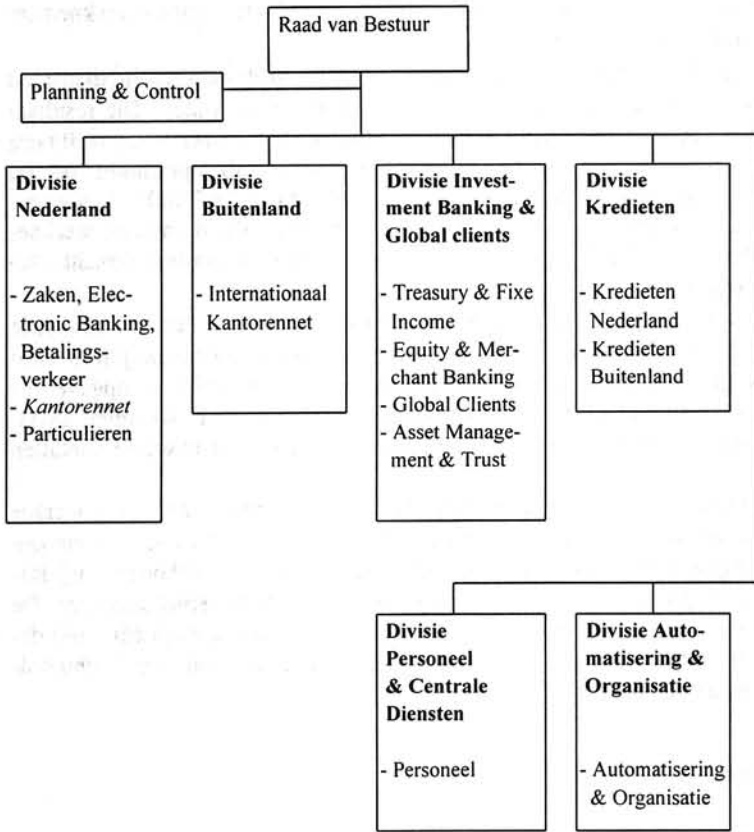 Raad van Bestuur
Planning & Control
Divisie
Nederland
- Zaken, Elec-
tronic Banking,
Betalings-
verkeer
- Kantorennet
- Particulieren
Divisie
Buitenland
- Internationaal
Kantorennet
Divisie Invest-
ment Banking &
Global clients
- Treasury & Fixe
Income
- Equity & Mer-
chant Banking
- Global Clients
- Asset Manage-
ment & Trust
Divisie
Kredieten
- Kredieten
Nederland
- Kredieten
Buitenland
Divisie
Personeel
& Centrale
Diensten
- Personeel
Divisie Auto-
matisering &
Organisatie
- Automatisering
& Organisatie